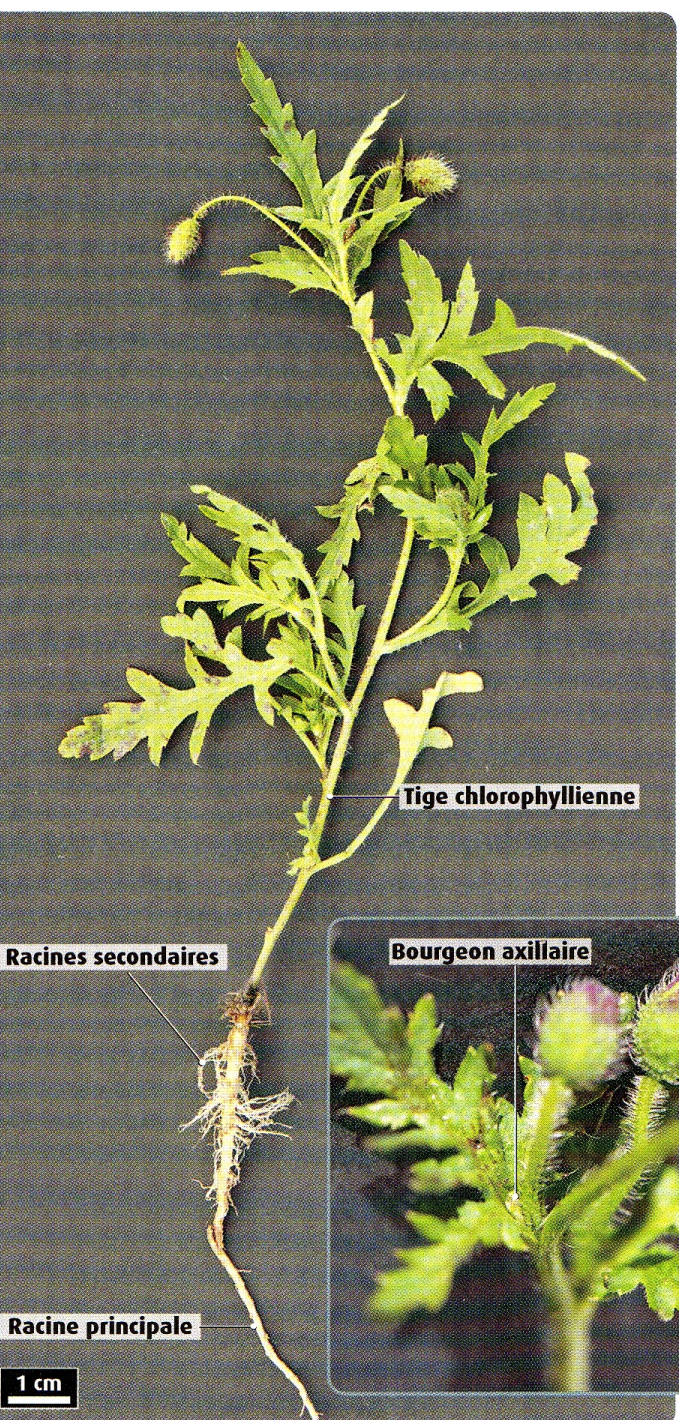 Tige chlorophyllienne
Racines secondaires
Bourgeon axillaire
Racine principale
1 cm